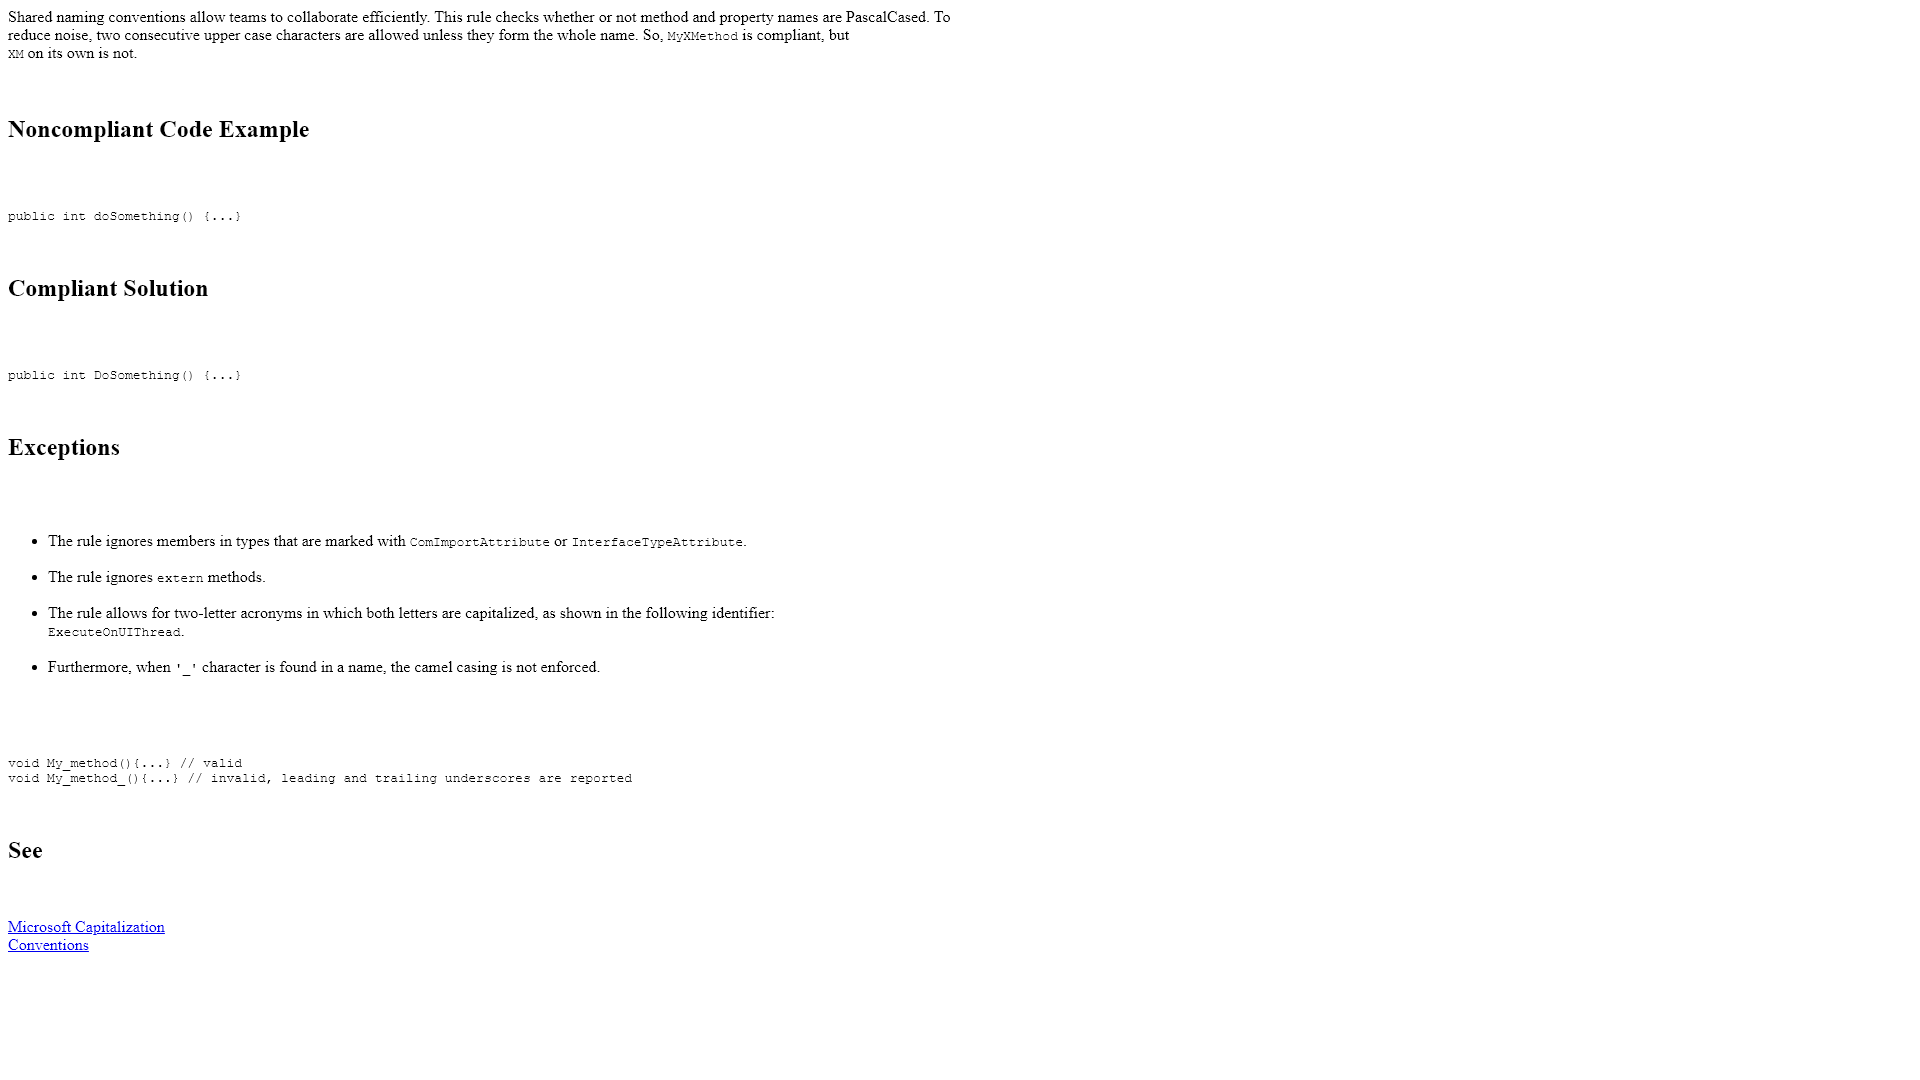 Shared naming conventions allow teams to collaborate efficiently. This rule checks whether or not method and property names are PascalCased. To
reduce noise, two consecutive upper case characters are allowed unless they form the whole name. So, MyXMethod is compliant, but
XM on its own is not.
Noncompliant Code Example
public int doSomething() {...}
Compliant Solution
public int DoSomething() {...}
Exceptions
• The rule ignores members in types that are marked with ComImportAttribute or InterfaceTypeAttribute.
• The rule ignores extern methods.
• The rule allows for two-letter acronyms in which both letters are capitalized, as shown in the following identifier:
ExecuteOnUIThread.
• Furthermore, when '_' character is found in a name, the camel casing is not enforced.
void My_method(){...} // valid
void My_method_(){...} // invalid, leading and trailing underscores are reported
See
Microsoft Capitalization
Conventions